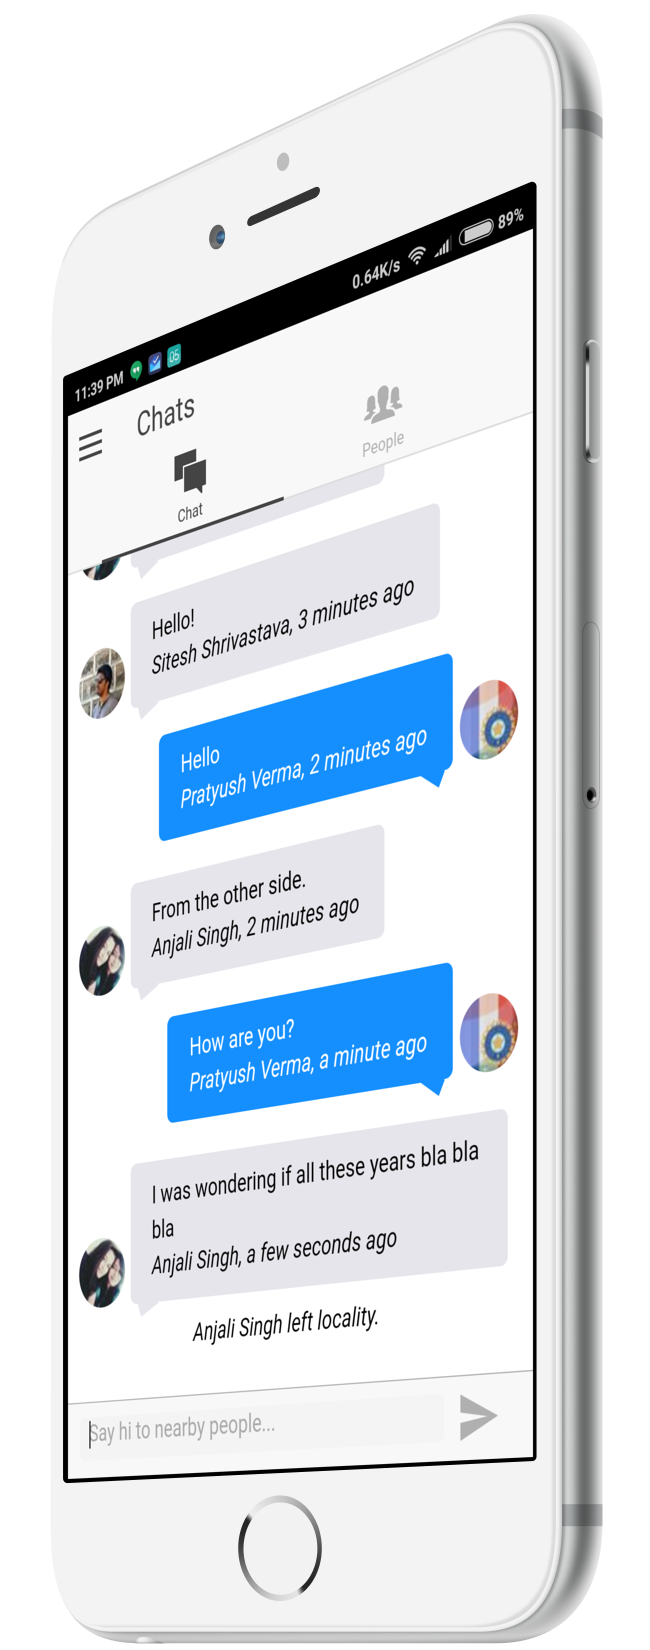 11:39 PM 05 0.64K/s 89%
Chats
Chat
People
Hello!
Sitesh Shrivastava, 3 minutes ago
Hello
Pratyush Verma, 2 minutes ago
From the other side.
Anjali Singh, 2 minutes ago
How are you?
Pratyush Verma, a minute ago
I was wondering if all these years bla bla
bla
Anjali Singh, a few seconds ago
Anjali Singh left locality.
Say hi to nearby people...